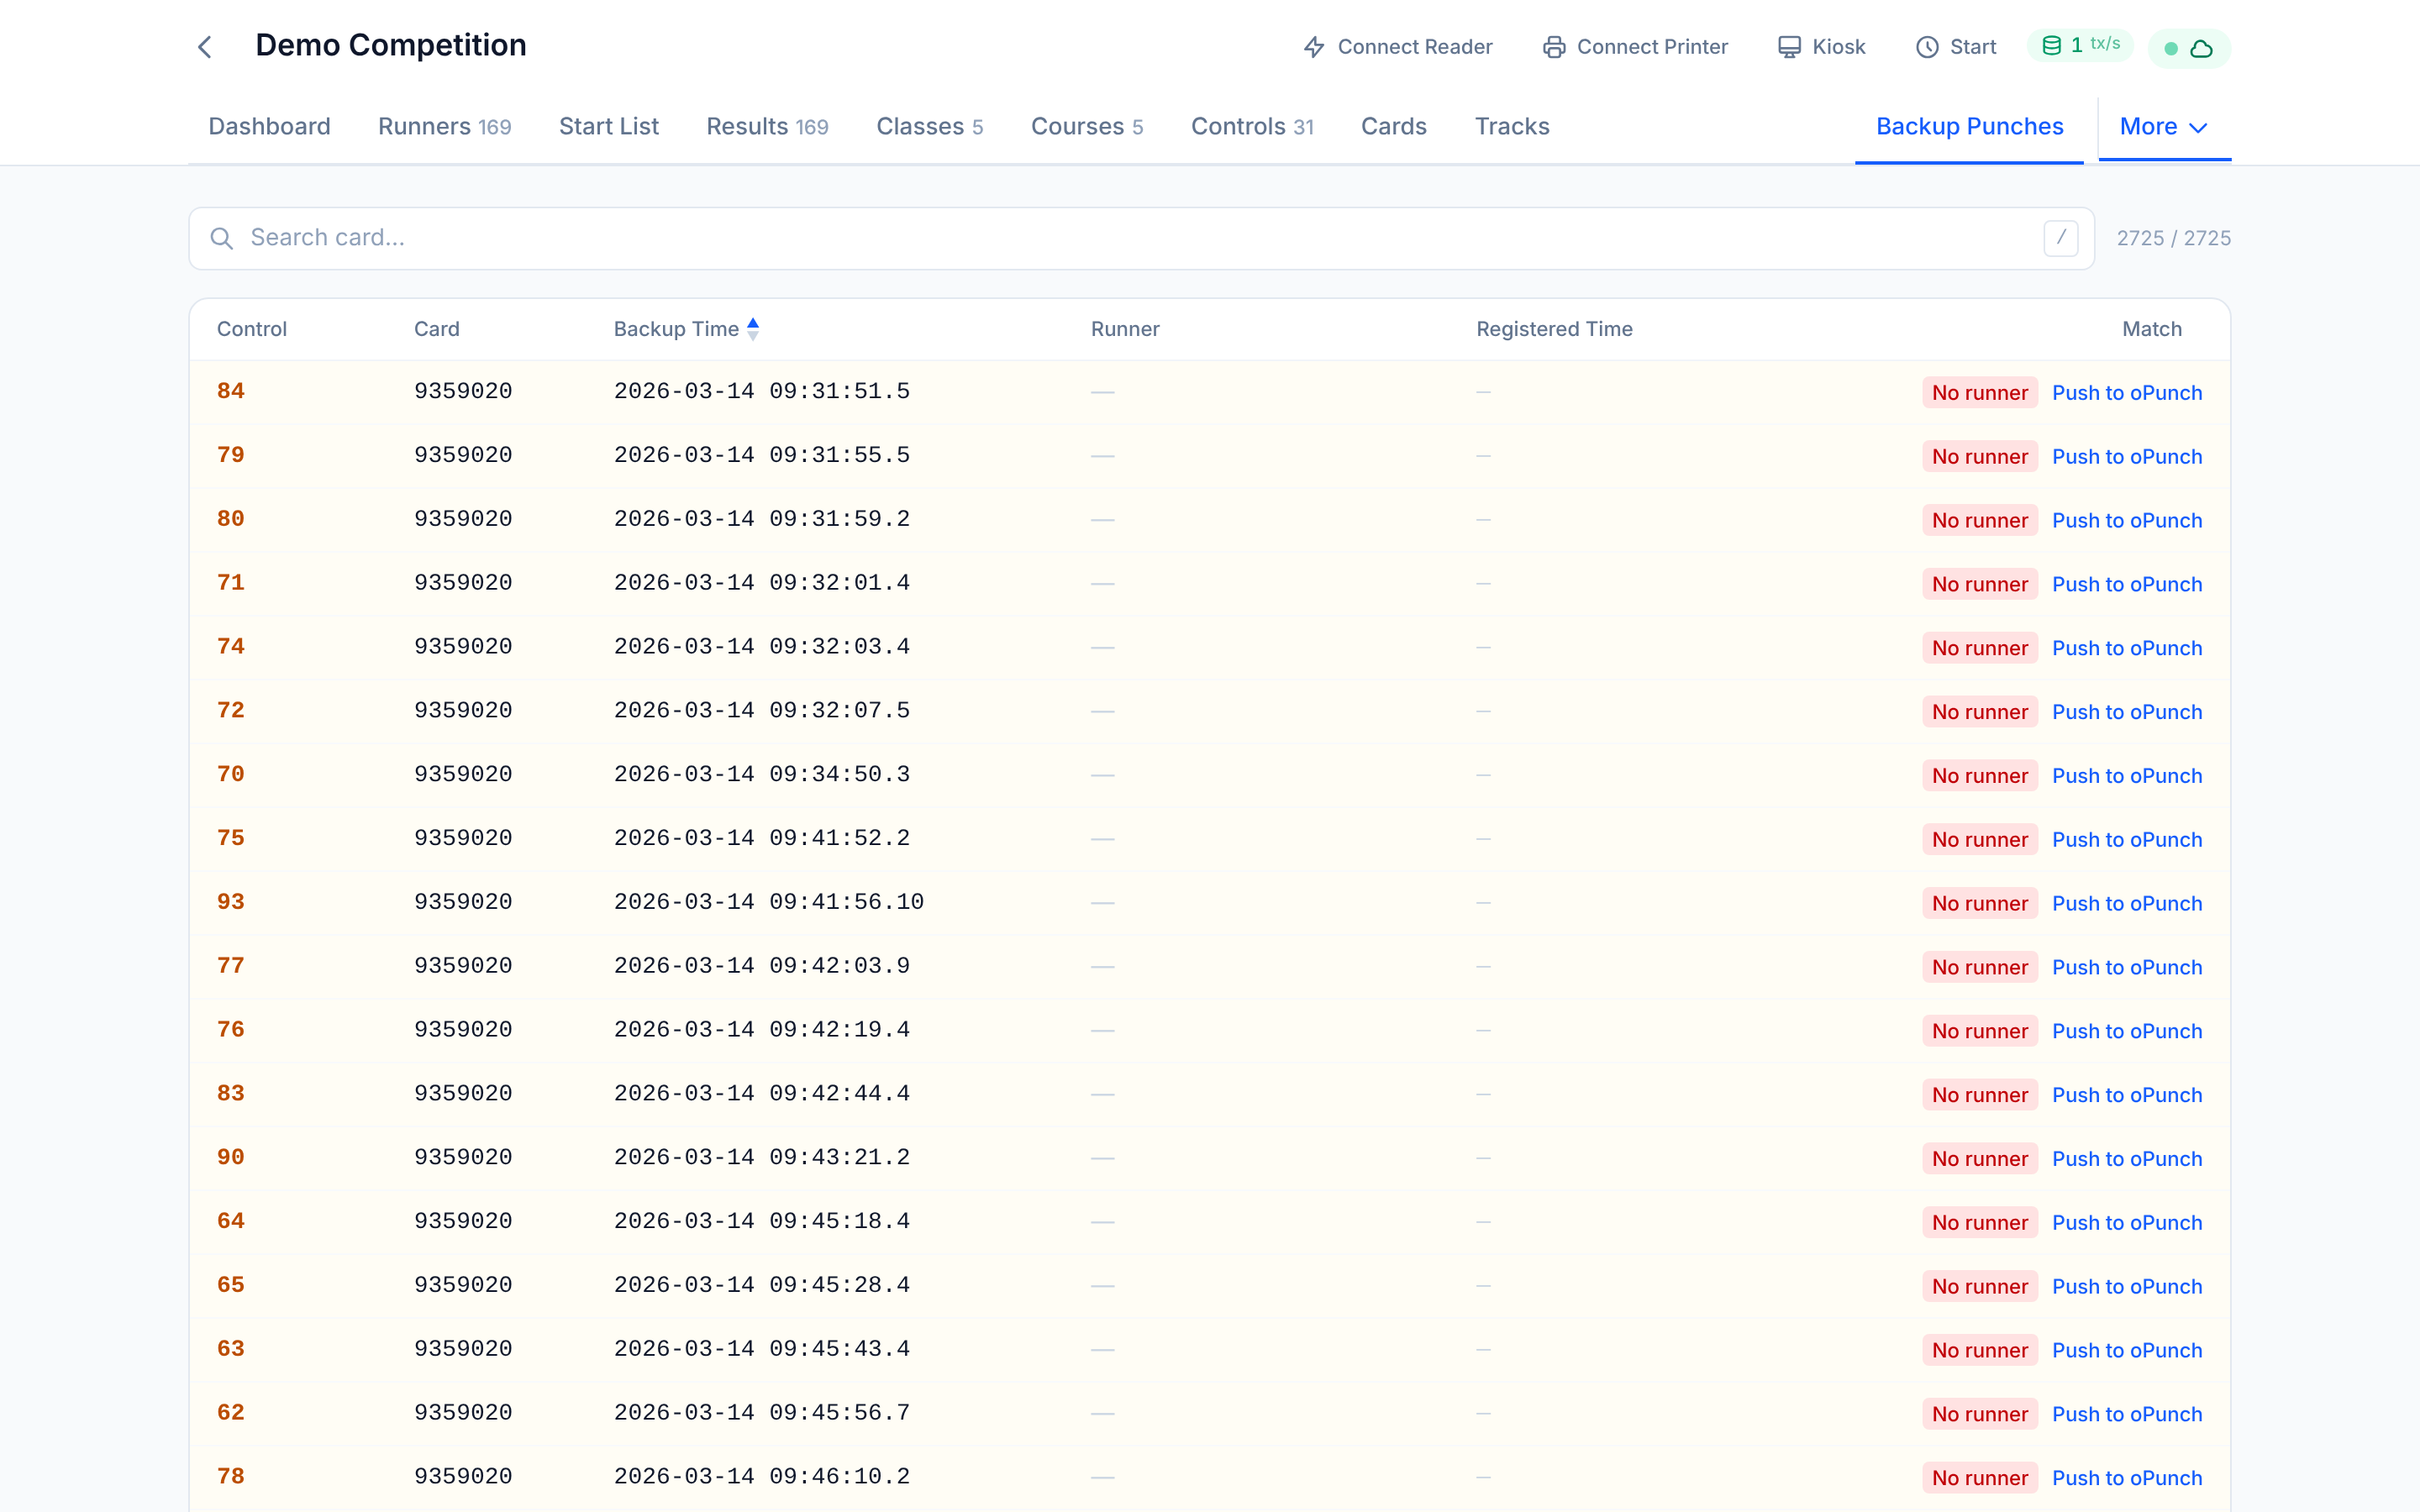 Demo Competition
Connect Reader Connect Printer Kiosk Start 1 tx/s
Dashboard Runners 169 Start List Results 169 Classes 5 Courses 5 Controls 31 Cards Tracks Backup Punches More
Search card... / 2725 / 2725
Control Card Backup Time Runner Registered Time Match
84 9359020 2026-03-14 09:31:51.5 — – No runner Push to oPunch
79 9359020 2026-03-14 09:31:55.5 — – No runner Push to oPunch
80 9359020 2026-03-14 09:31:59.2 — – No runner Push to oPunch
71 9359020 2026-03-14 09:32:01.4 — – No runner Push to oPunch
74 9359020 2026-03-14 09:32:03.4 — – No runner Push to oPunch
72 9359020 2026-03-14 09:32:07.5 — – No runner Push to oPunch
70 9359020 2026-03-14 09:34:50.3 — – No runner Push to oPunch
75 9359020 2026-03-14 09:41:52.2 — – No runner Push to oPunch
93 9359020 2026-03-14 09:41:56.10 — – No runner Push to oPunch
77 9359020 2026-03-14 09:42:03.9 — – No runner Push to oPunch
76 9359020 2026-03-14 09:42:19.4 — – No runner Push to oPunch
83 9359020 2026-03-14 09:42:44.4 — – No runner Push to oPunch
90 9359020 2026-03-14 09:43:21.2 — – No runner Push to oPunch
64 9359020 2026-03-14 09:45:18.4 — – No runner Push to oPunch
65 9359020 2026-03-14 09:45:28.4 — – No runner Push to oPunch
63 9359020 2026-03-14 09:45:43.4 — – No runner Push to oPunch
62 9359020 2026-03-14 09:45:56.7 — – No runner Push to oPunch
78 9359020 2026-03-14 09:46:10.2 — – No runner Push to oPunch